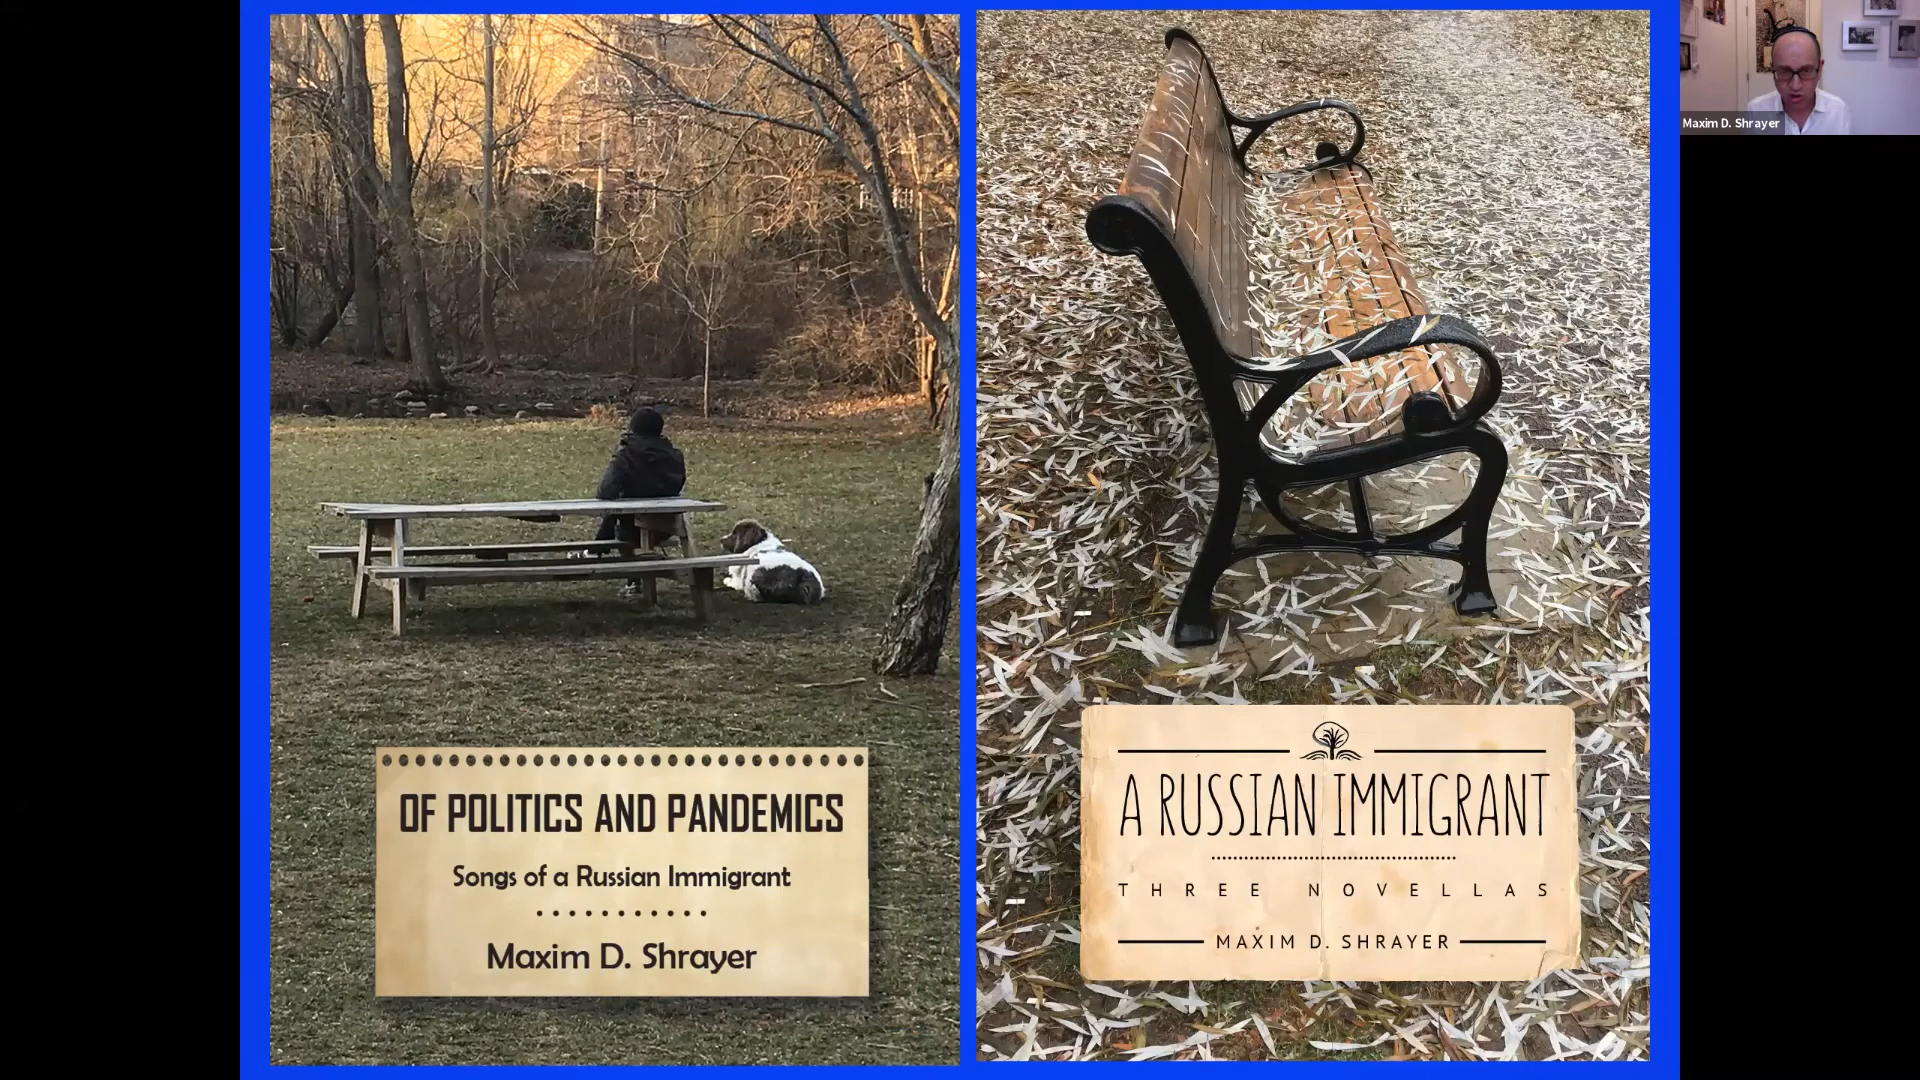 OF POLITICS AND PANDEMICS
Songs of a Russian Immigrant
Maxim D. Shrayer
A RUSSIAN IMMIGRANT
THREE NOVELLAS
MAXIM D. SHRAYER
Maxim D. Shrayer